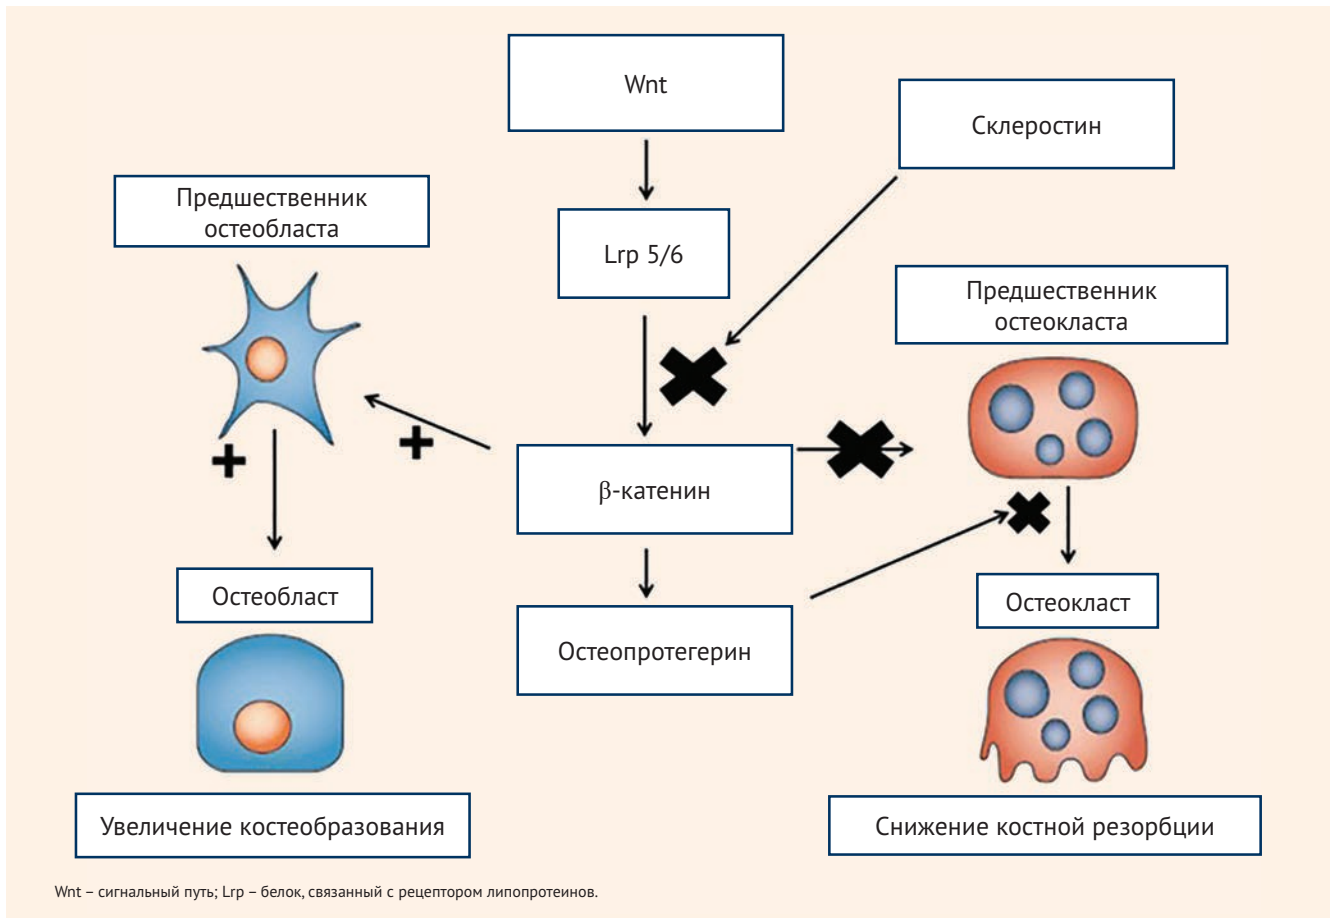 Wnt
Склеростин
Предшественник
остеобласта
Lrp 5/6
Предшественник
остеокласта
β-катенин
Остеобласт
Остеокласт
Остеопротегерин
Увеличение костеобразования
Снижение костной резорбции
Wnt – сигнальный путь; Lrp – белок, связанный с рецептором липопротеинов.